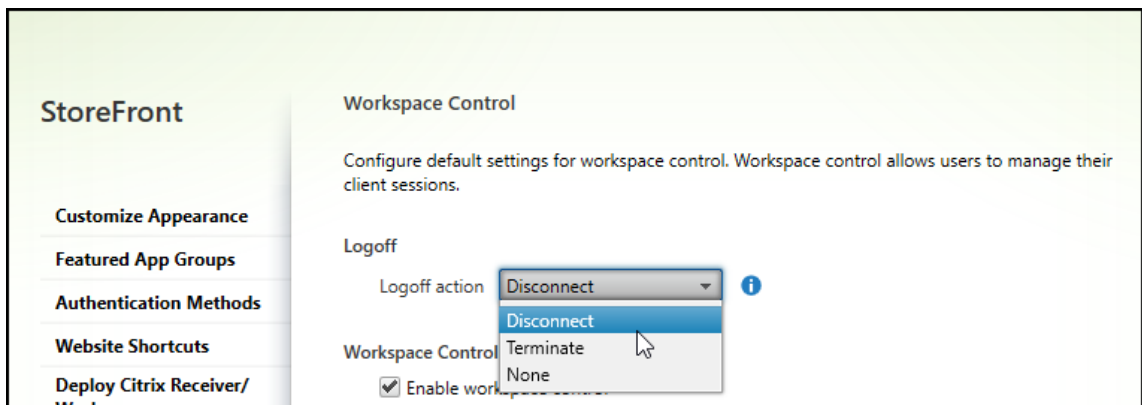 StoreFront
Customize Appearance
Featured App Groups
Authentication Methods
Website Shortcuts
Deploy Citrix Receiver/
Workspace Control
Configure default settings for workspace control. Workspace control allows users to manage their
client sessions.
Logoff
Logoff action Disconnect
Disconnect
Terminate
None
Workspace Control
Enable